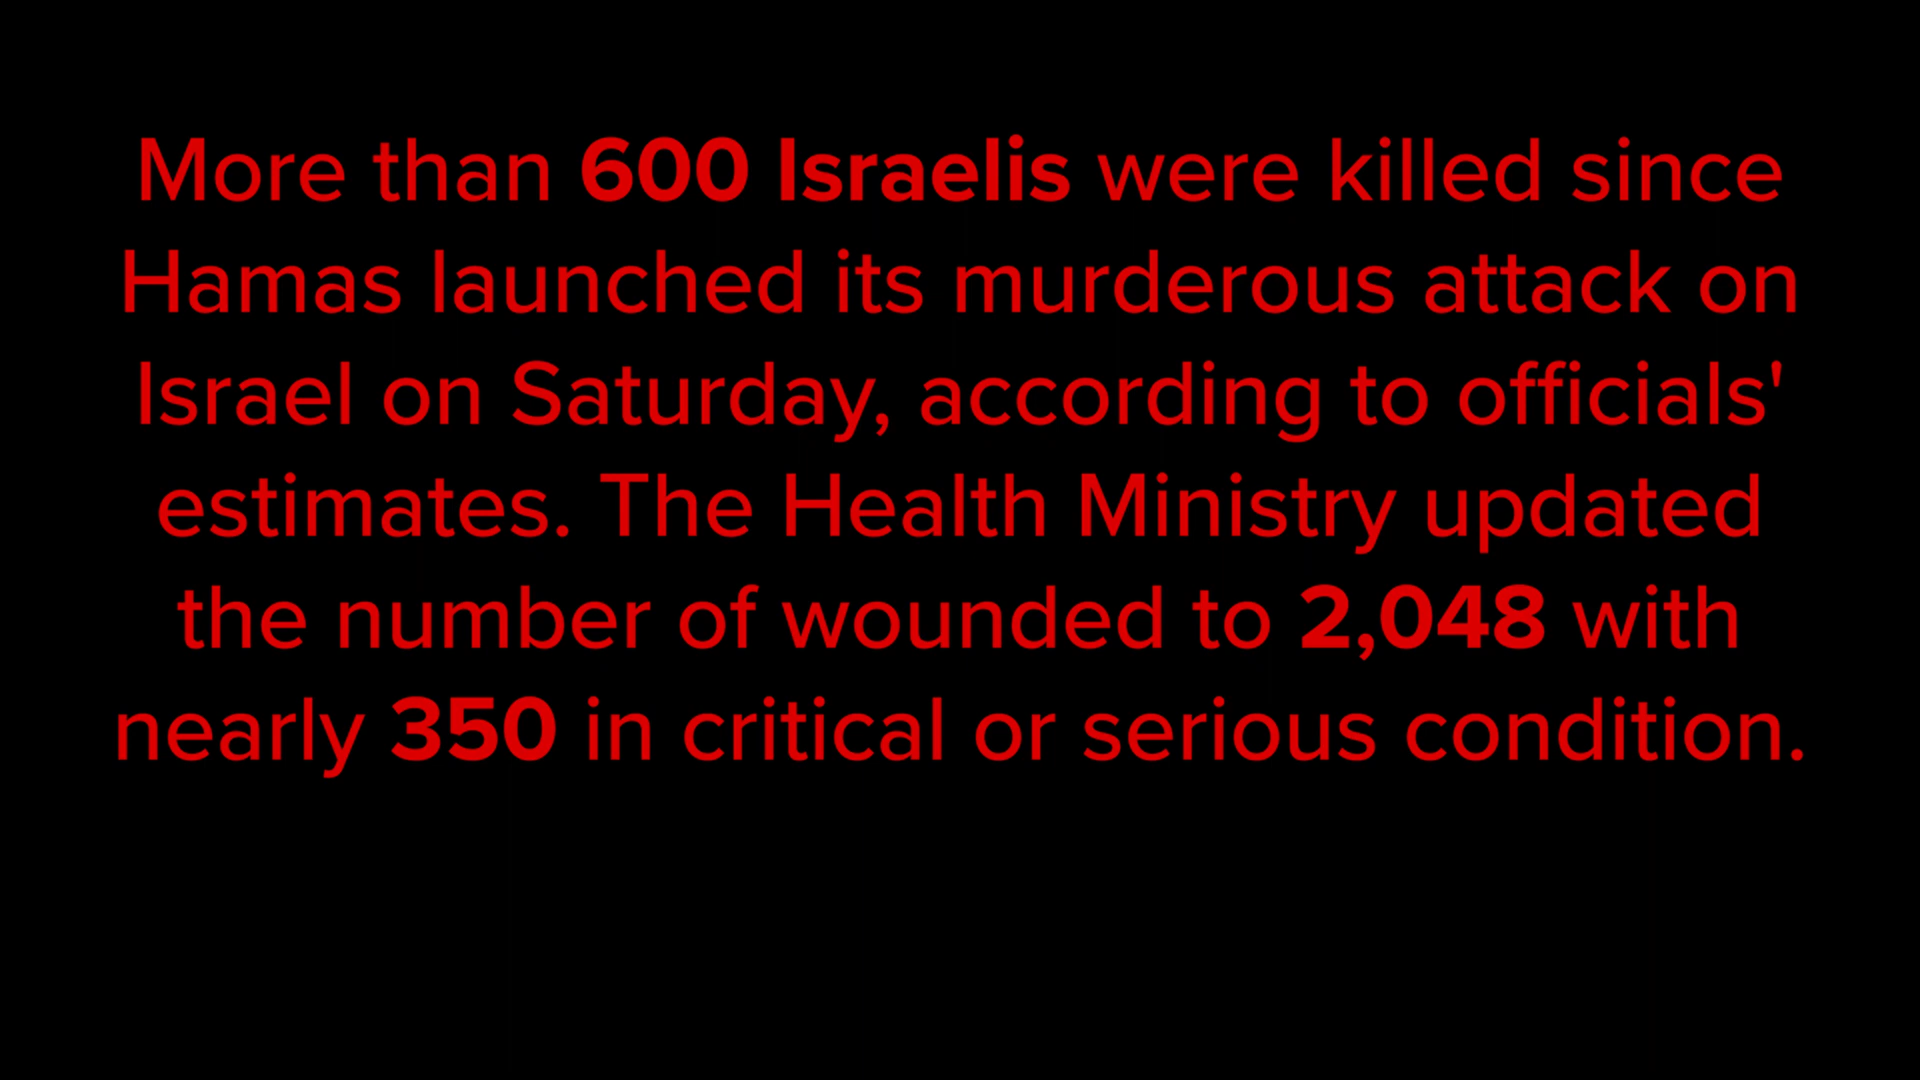 More than 600 Israelis were killed since
Hamas launched its murderous attack on
Israel on Saturday, according to officials'
estimates. The Health Ministry updated
the number of wounded to 2,048 with
nearly 350 in critical or serious condition.